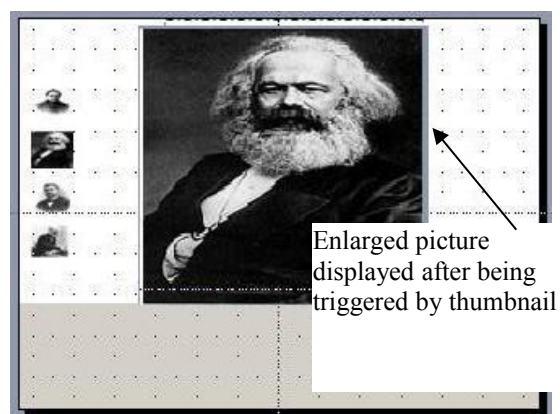 Enlarged picture
displayed after being
triggered by thumbnail